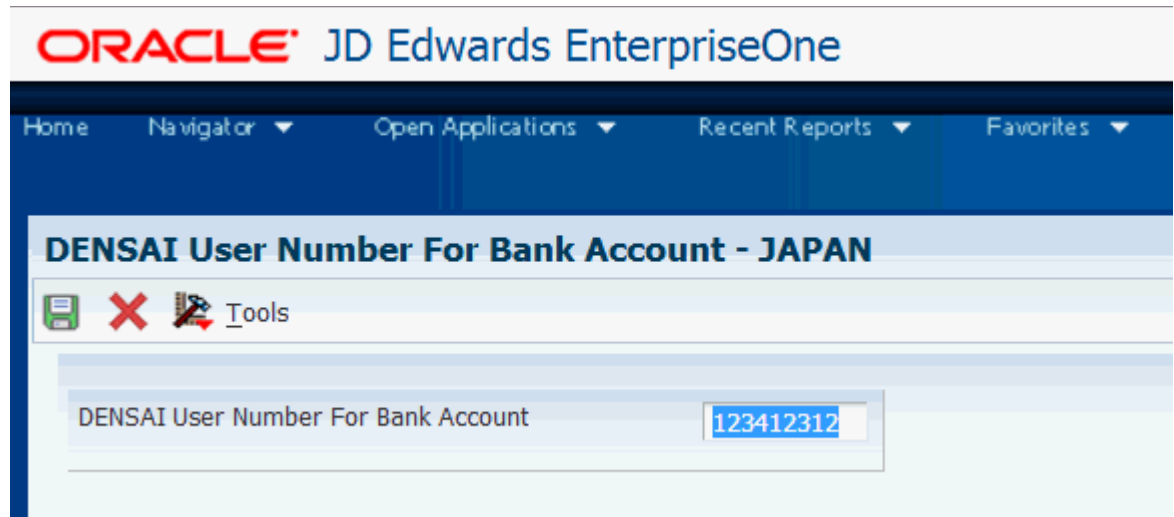 ORACLE JD Edwards EnterpriseOne
Home Navigator Open Applications Recent Reports Favorites
DENSAI User Number For Bank Account - JAPAN
Tools
DENSAI User Number For Bank Account 123412312